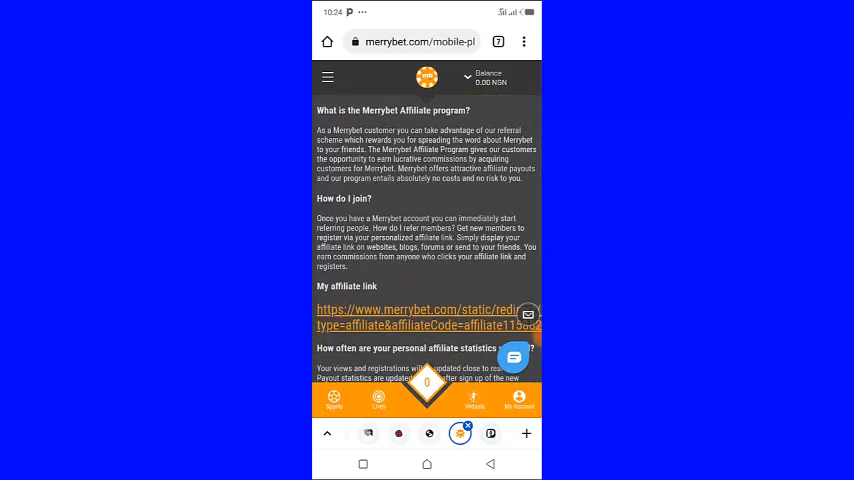 10:24
7
merrybet.com/mobile-pl
mb
Balance
0.00 NGN
What is the Merrybet Affiliate program?
As a Merrybet customer you can take advantage of our referral
scheme which rewards you for spreading the word about Merrybet
to your friends. The Merrybet Affiliate Program gives our customers
the opportunity to earn lucrative commissions by acquiring
customers for Merrybet. Merrybet offers attractive affiliate payouts
and our program entails absolutely no costs and no risk to you.
How do I join?
Once you have a Merrybet account you can immediately start
referring people. How do I refer members? Get new members to
register via your personalized affiliate link. Simply display your
affiliate link on websites, blogs, forums or send to your friends. You
earn commissions from anyone who clicks your affiliate link and
registers.
My affiliate link
https://www.merrybet.com/static/redi
type=affiliate&affiliateCode=affiliate115
How often are your personal affiliate statistics
Your views and registrations will updated close to
Payout statistics are updated after sign up of the new
0
Sports Lives Virtuals My Account